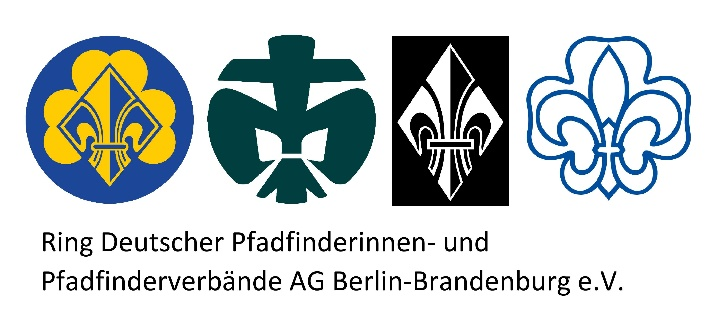 Ring Deutscher Pfadfinderinnen- und
Pfadfinderverbände AG Berlin-Brandenburg e.V.